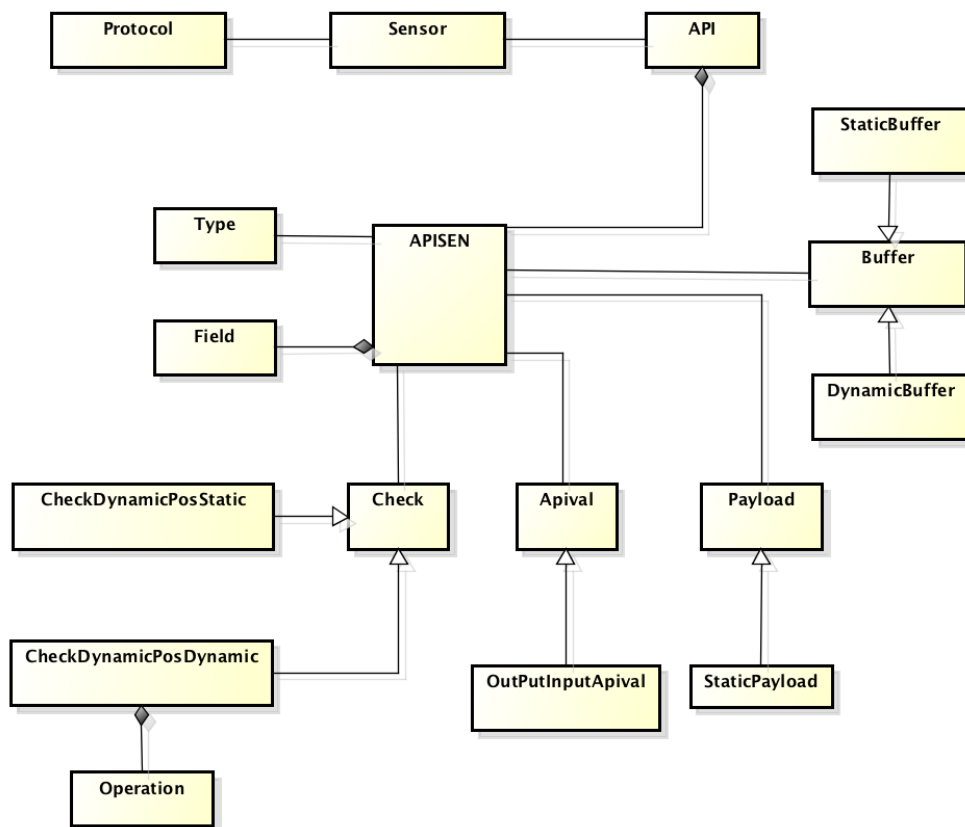 Protocol
Sensor
API
StaticBuffer
Type
APISEN
Buffer
Field
DynamicBuffer
CheckDynamicPosStatic
Check
Apival
Payload
CheckDynamicPosDynamic
OutPutInputApival
StaticPayload
Operation